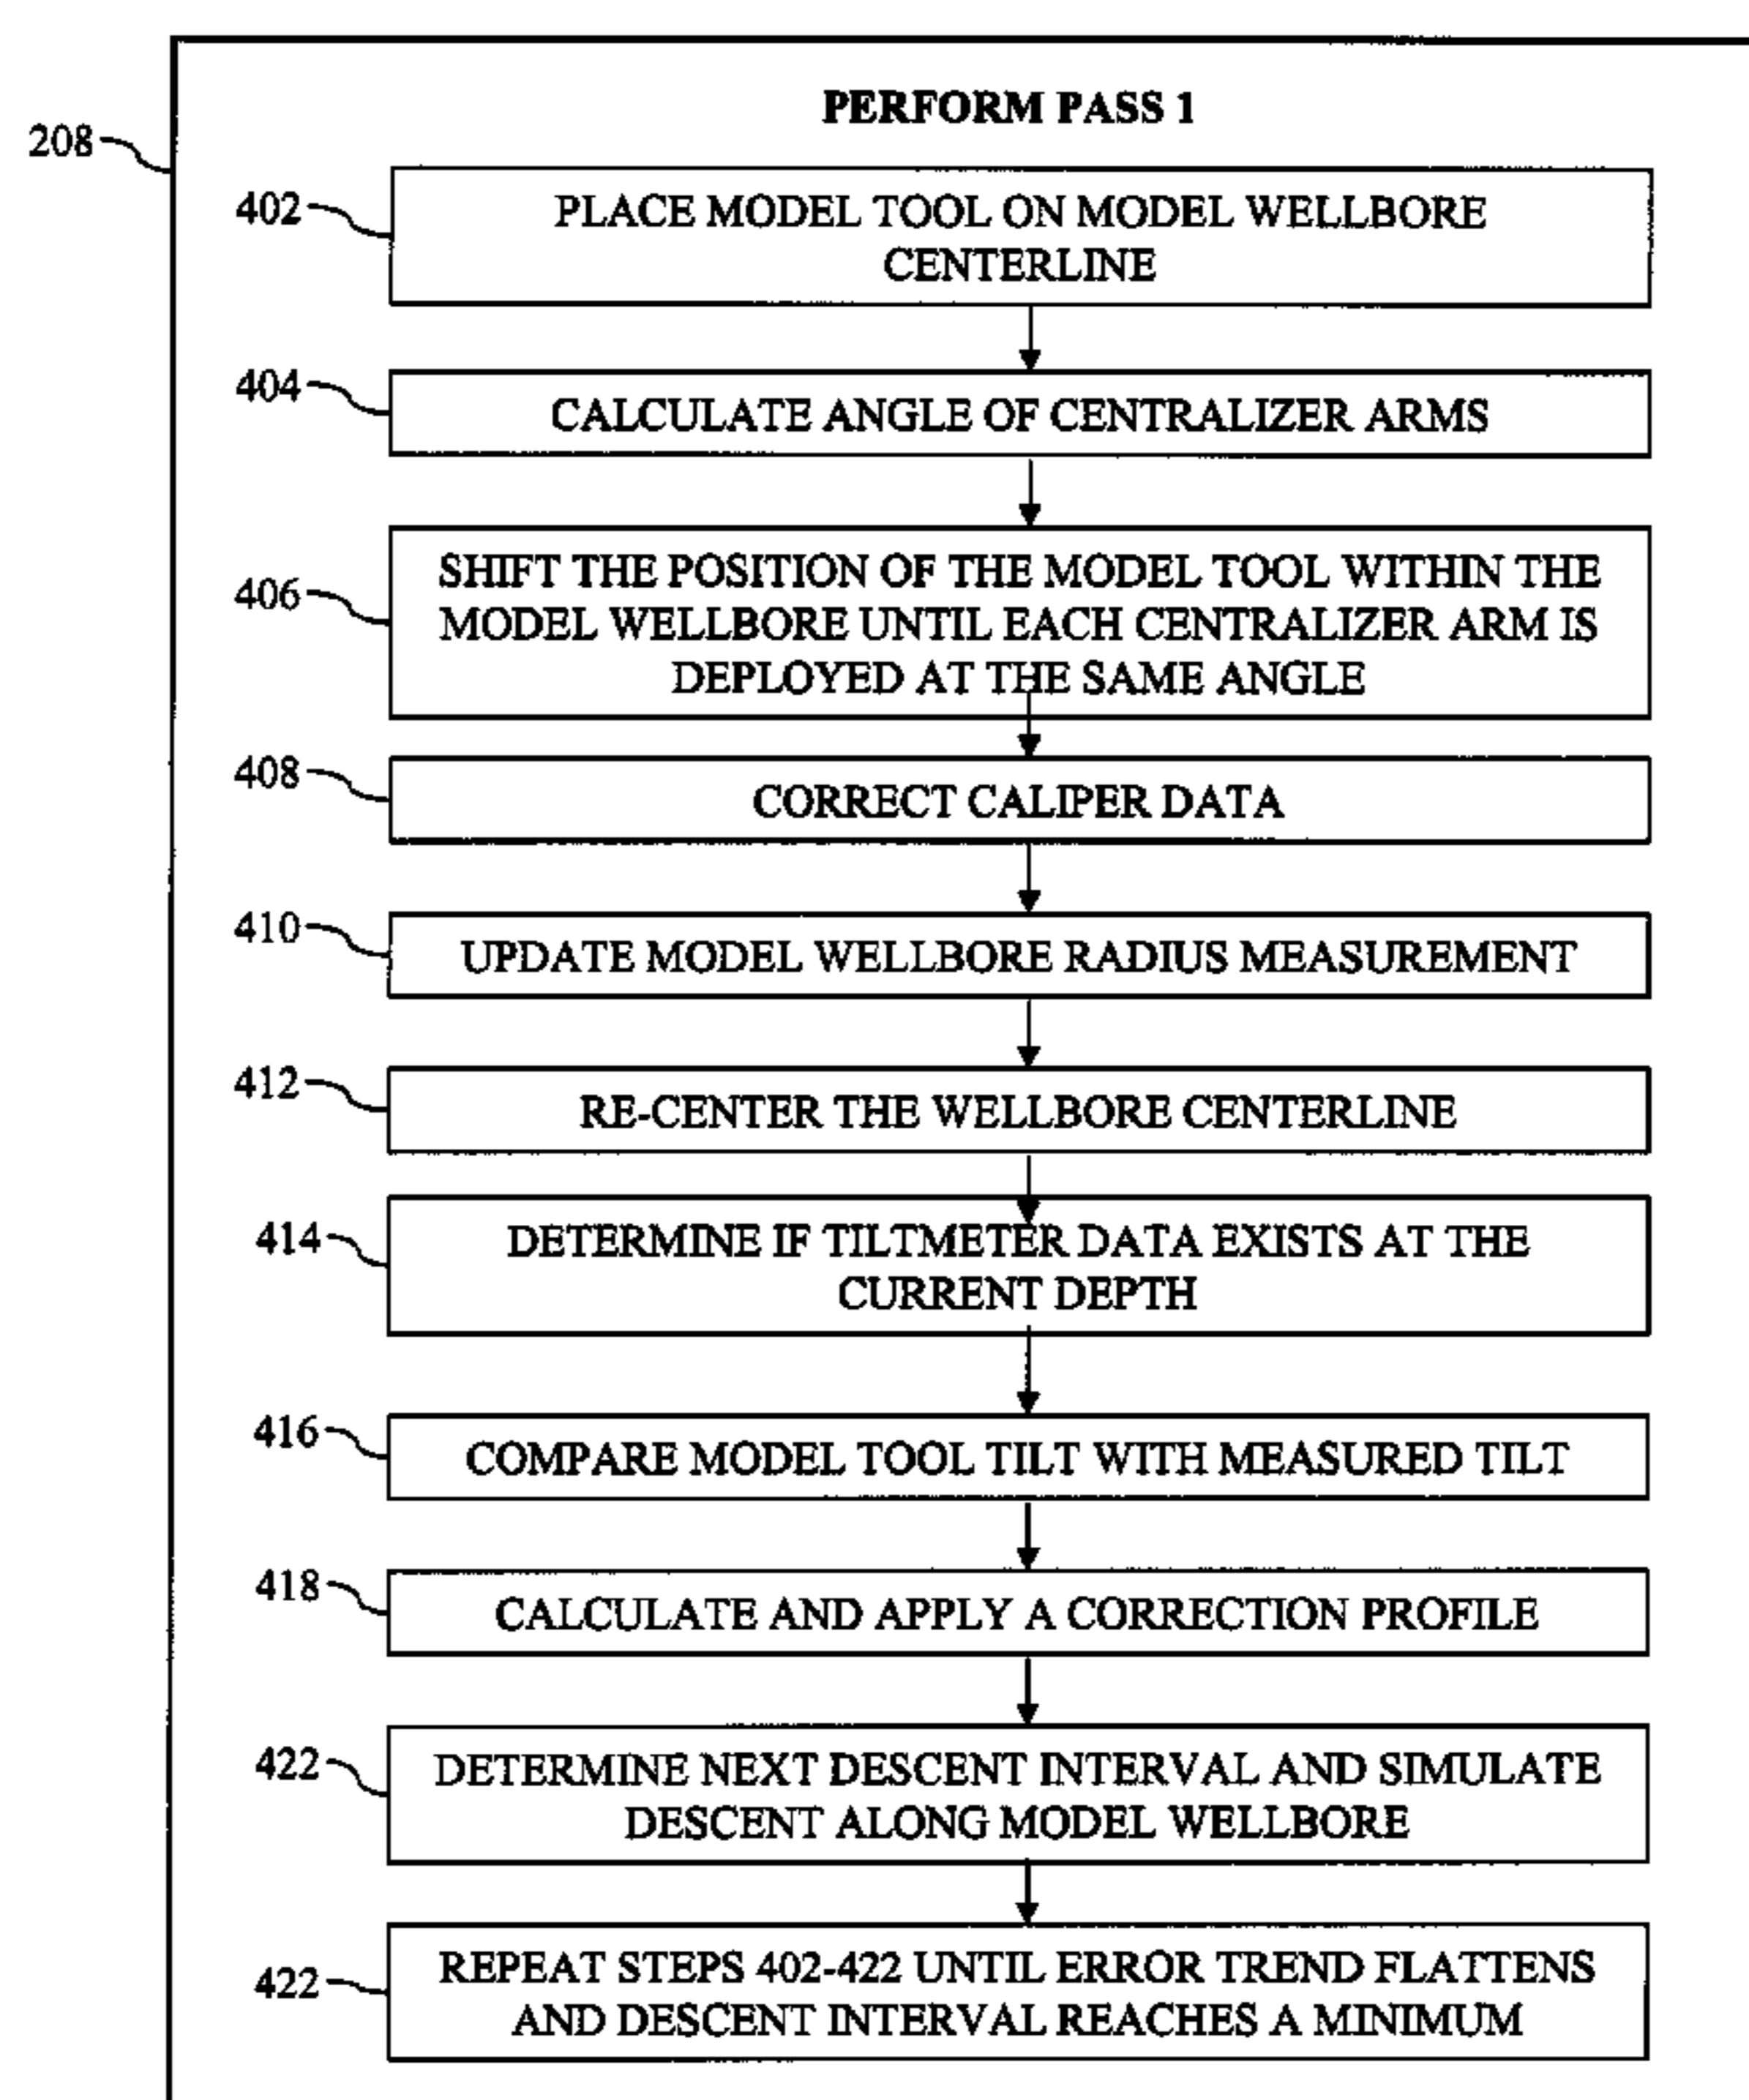 PERFORM PASS 1
208
402
PLACE MODEL TOOL ON MODEL WELLBORE
CENTERLINE
404
CALCULATE ANGLE OF CENTRALIZER ARMS
406
SHIFT THE POSITION OF THE MODEL TOOL WITHIN THE
MODEL WELLBORE UNTIL EACH CENTRALIZER ARM IS
DEPLOYED AT THE SAME ANGLE
408
CORRECT CALIPER DATA
410
UPDATE MODEL WELLBORE RADIUS MEASUREMENT
412
RE-CENTER THE WELLBORE CENTERLINE
414
DETERMINE IF TILTMETER DATA EXISTS AT THE
CURRENT DEPTH
416
COMPARE MODEL TOOL TILT WITH MEASURED TILT
418
CALCULATE AND APPLY A CORRECTION PROFILE
422
DETERMINE NEXT DESCENT INTERVAL AND SIMULATE
DESCENT ALONG MODEL WELLBORE
422
REPEAT STEPS 402-422 UNTIL ERROR TREND FLATTENS
AND DESCENT INTERVAL REACHES A MINIMUM